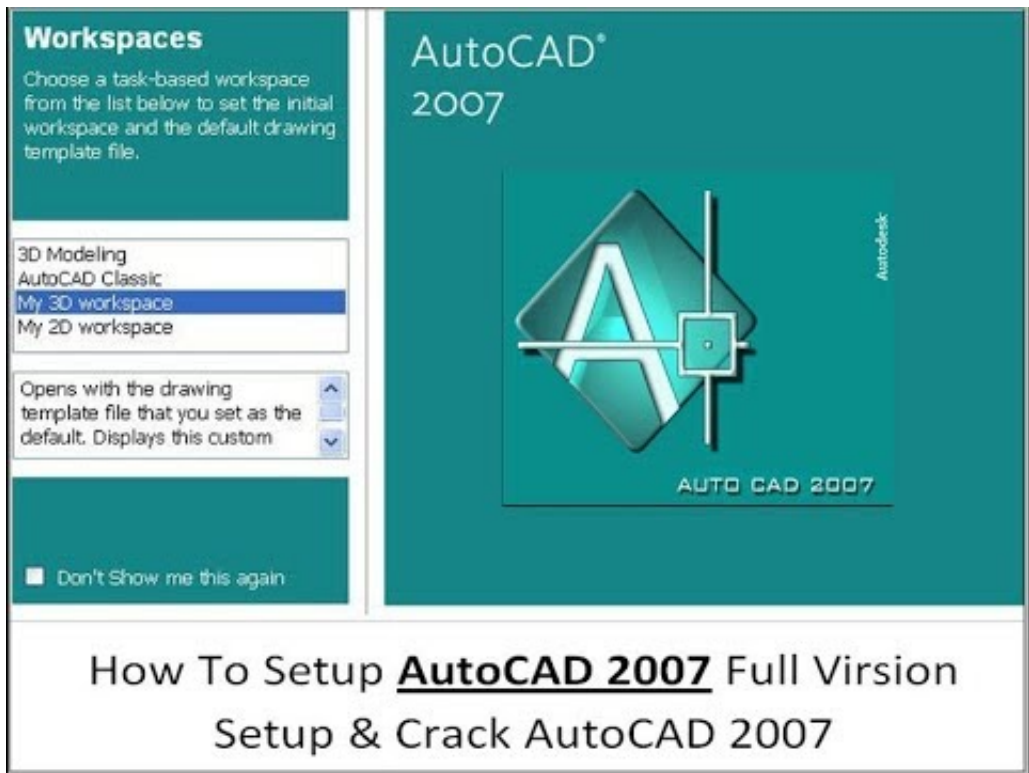 Workspaces
Choose a task-based workspace
from the list below to set the initial
workspace and the default drawing
template file.
3D Modeling
AutoCAD Classic
My 3D workspace
My 2D workspace
Opens with the drawing
template file that you set as the
default. Displays this custom
Don't Show me this again
AutoCAD®
2007
Autodesk
AUTO CAD 2007
How To Setup AutoCAD 2007 Full Virsion
Setup & Crack AutoCAD 2007